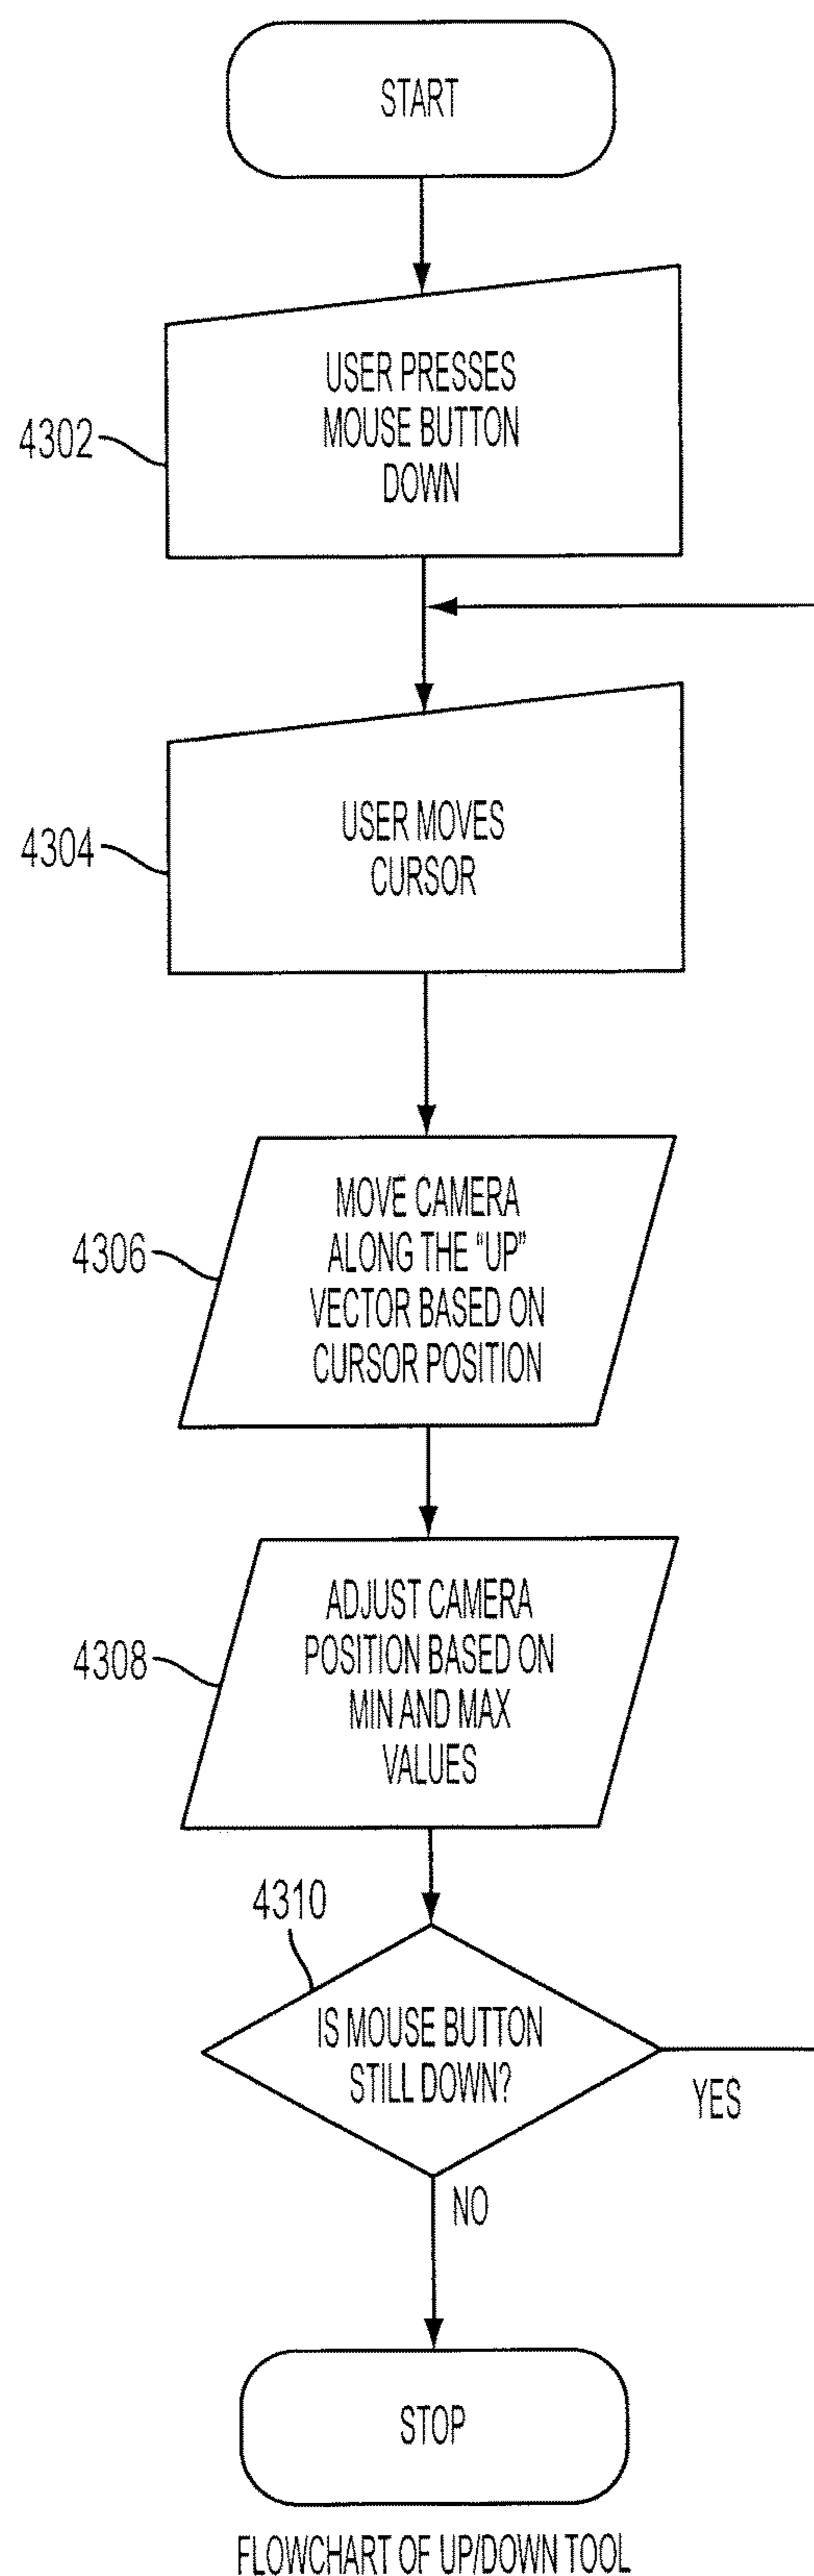 START
USER PRESSES
MOUSE BUTTON
DOWN
4302
USER MOVES
CURSOR
4304
MOVE CAMERA
ALONG THE “UP”
VECTOR BASED ON
CURSOR POSITION
4306
ADJUST CAMERA
POSITION BASED ON
MIN AND MAX
VALUES
4308
4310
IS MOUSE BUTTON
STILL DOWN?
YES
NO
STOP
FLOWCHART OF UP/DOWN TOOL